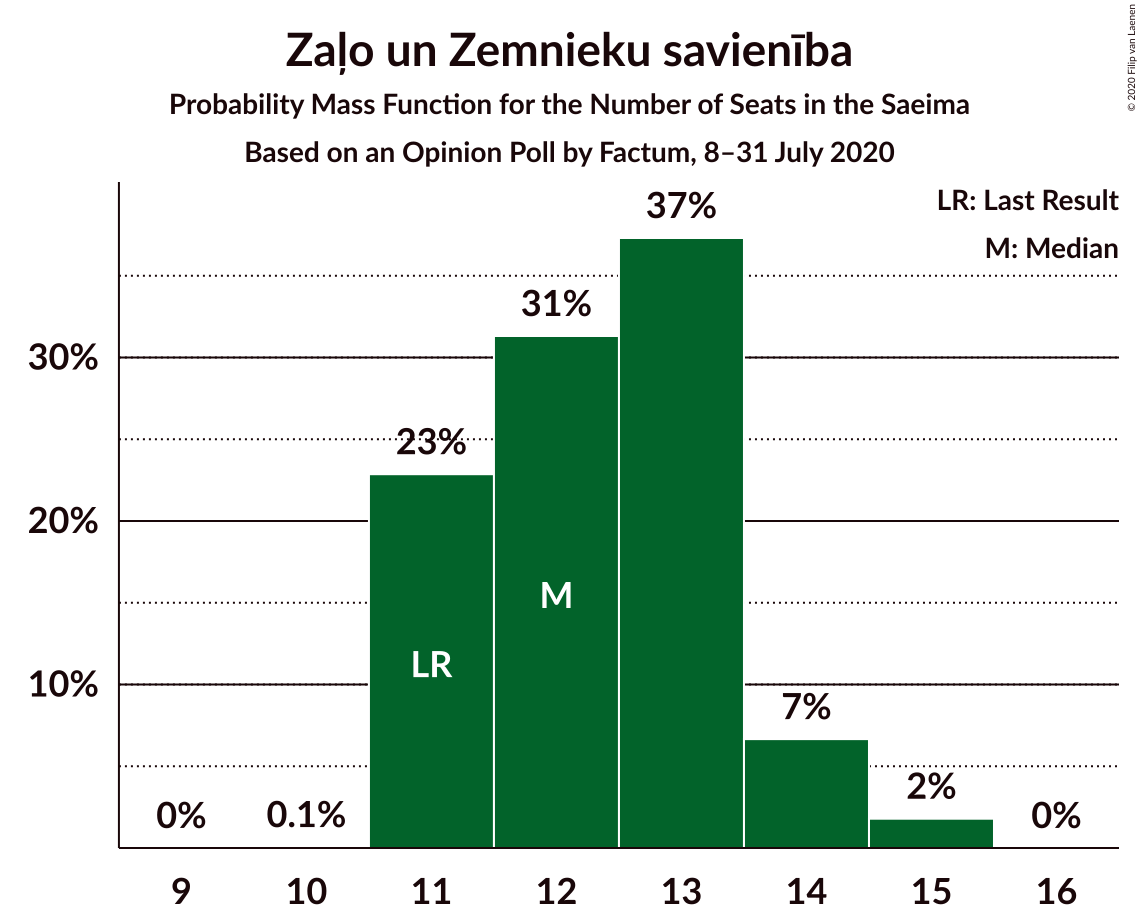 Zaļo un Zemnieku savienība
Probability Mass Function for the Number of Seats in the Saeima
Based on an Opinion Poll by Factum, 8–31 July 2020
© 2020 Filip van Laenen
LR: Last Result
M: Median
37%
31%
30%
23%
20%
M
LR
10%
7%
2%
0%
0.1%
0%
9
10
11
12
13
14
15
16